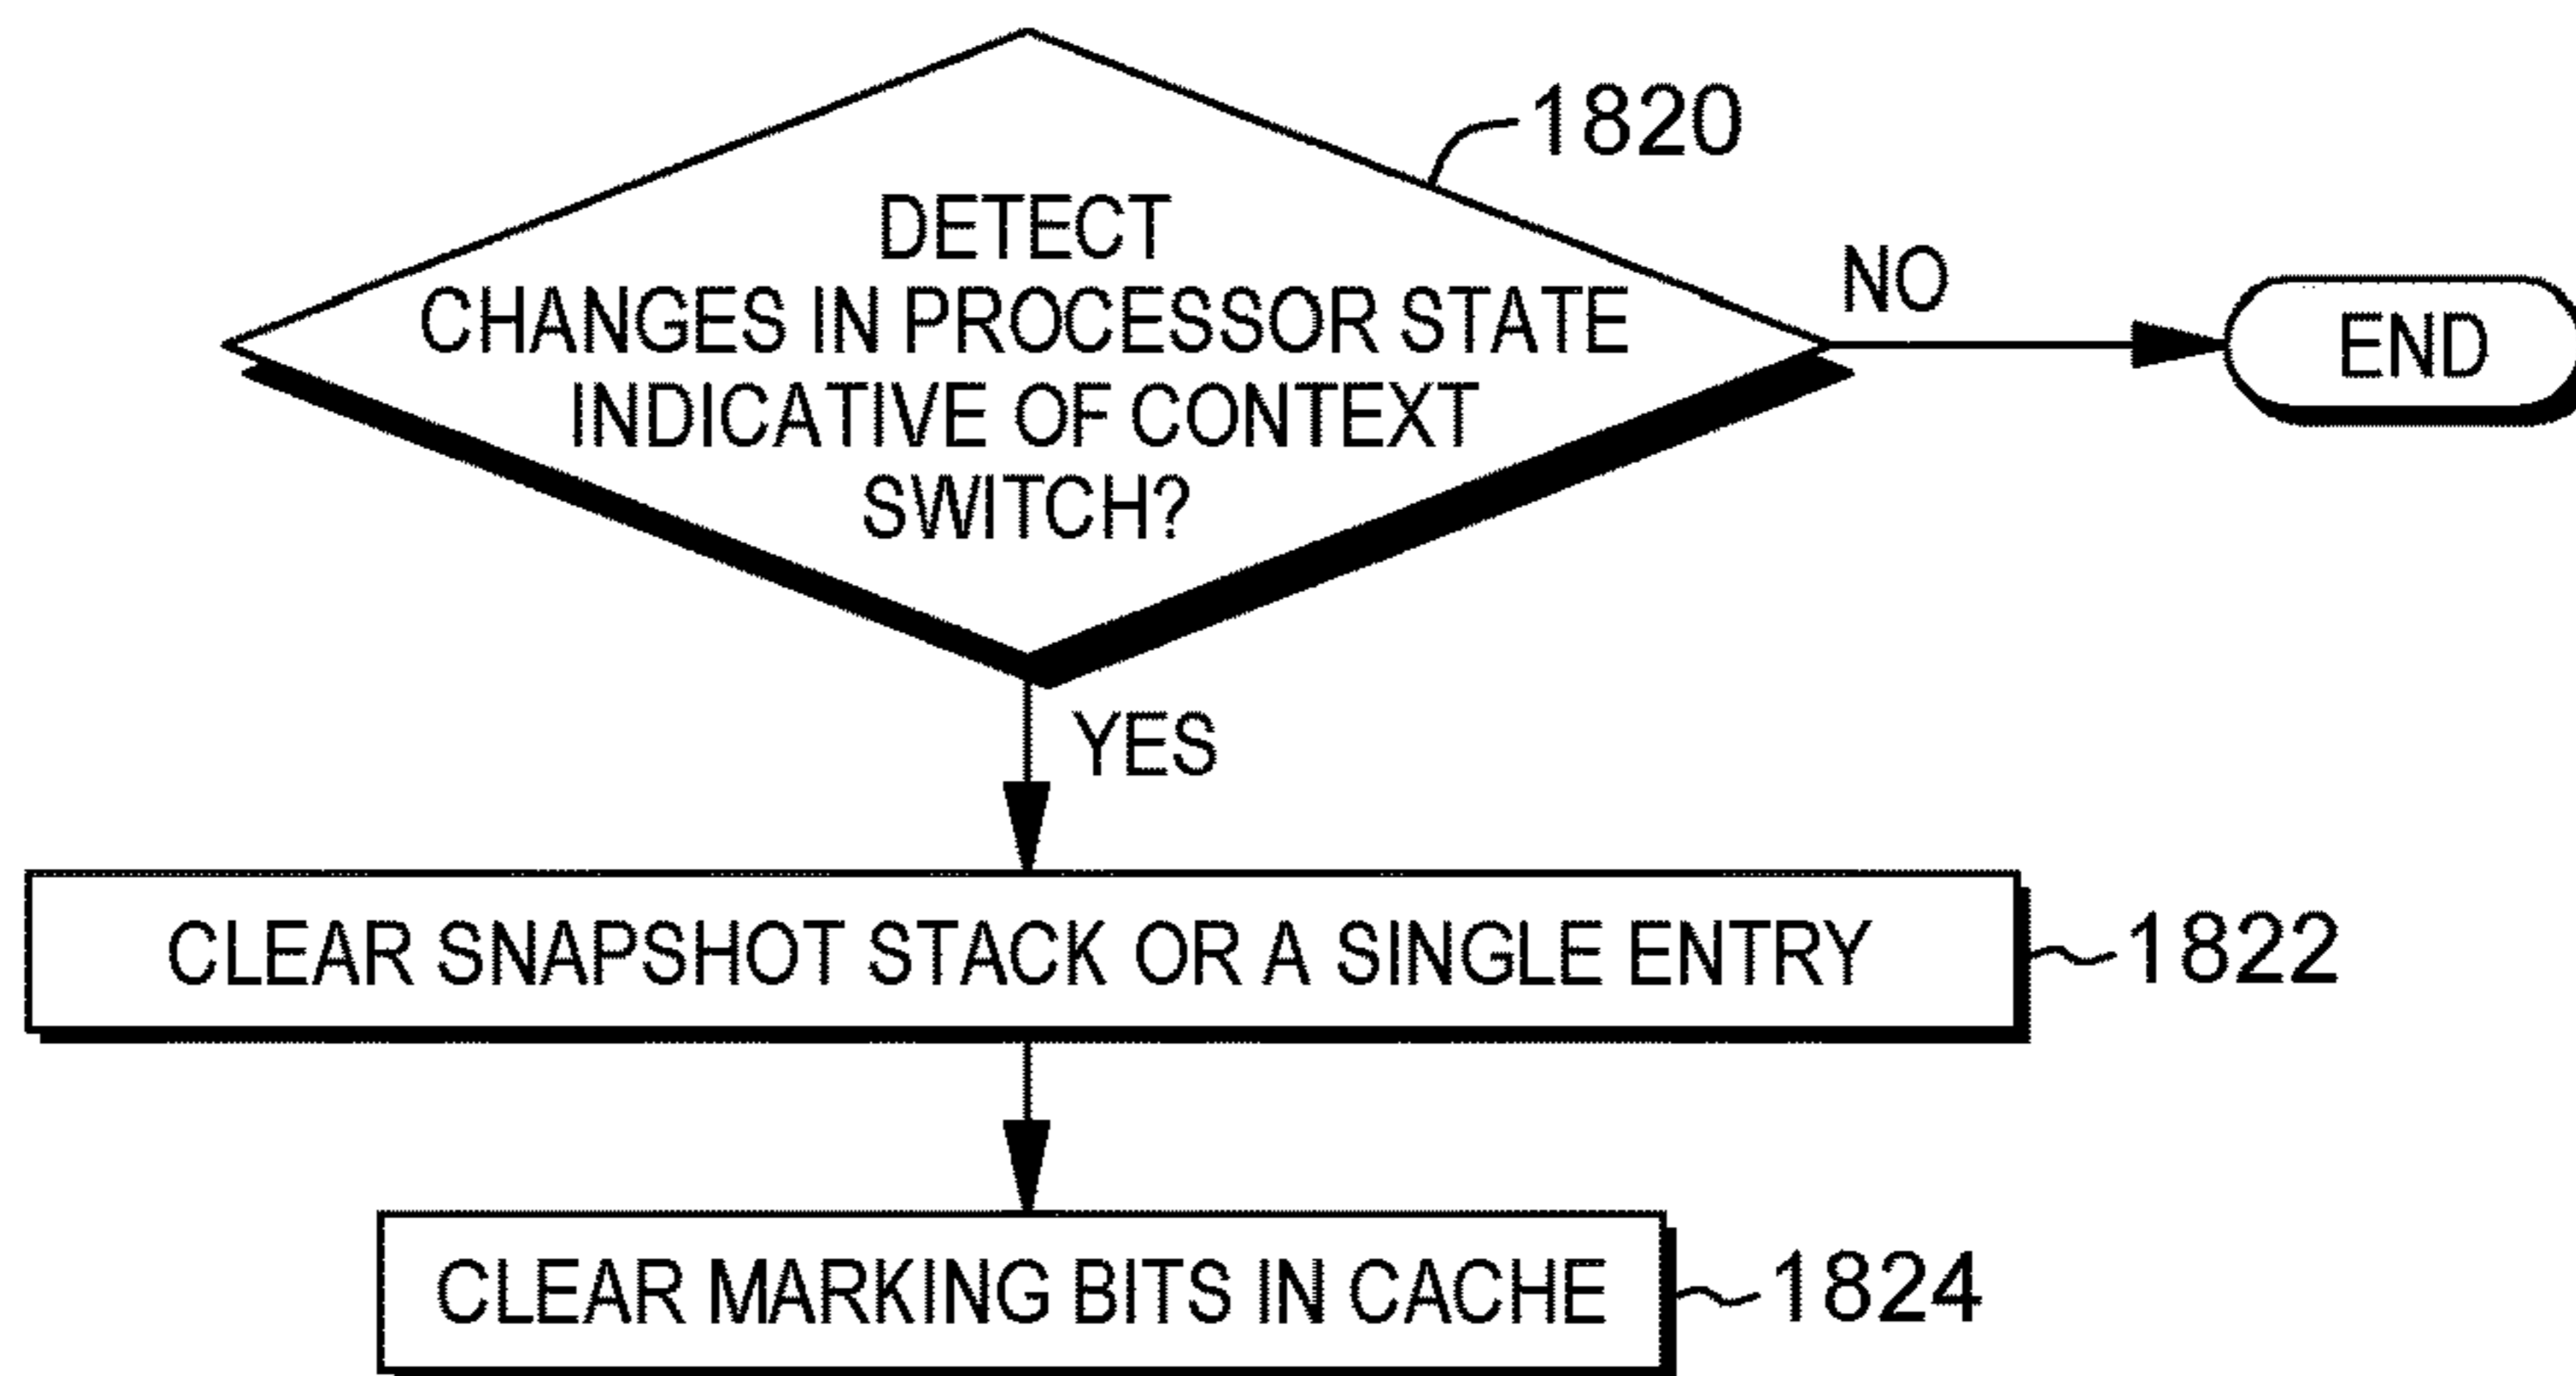 1820
DETECT
CHANGES IN PROCESSOR STATE
INDICATIVE OF CONTEXT
SWITCH?
NO
END
YES
CLEAR SNAPSHOT STACK OR A SINGLE ENTRY
1822
CLEAR MARKING BITS IN CACHE
1824